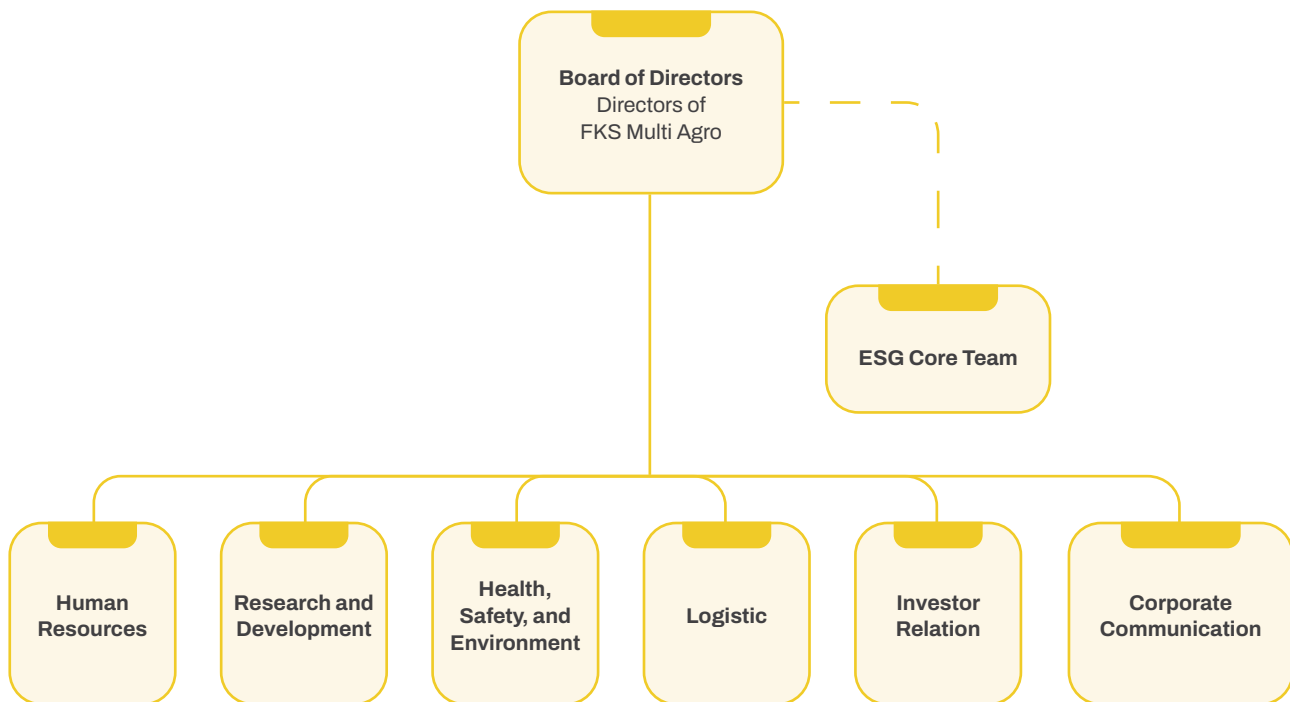 Board of Directors
Directors of
FKS Multi Agro
ESG Core Team
Human
Resources
Research and
Development
Health,
Safety, and
Environment
Logistic
Investor
Relation
Corporate
Communication